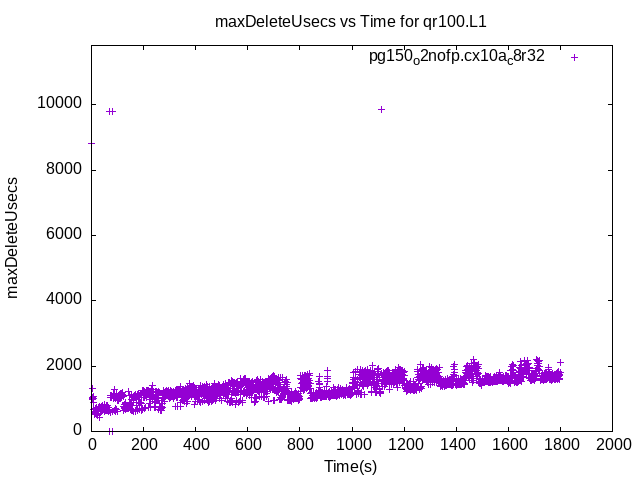 maxDeleteUsecs vs Time for qr100.L1
pg150o2nofp.cx10ac8r32
10000
8000
6000
4000
2000
0
maxDeleteUsecs
0 200 400 600 800 1000 1200 1400 1600 1800 2000
Time(s)